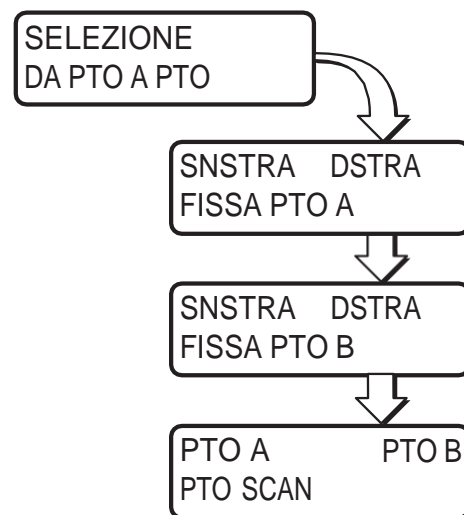 SELEZIONE
DA PTO A PTO
SNSTRA DSTRA
FISSA PTO A
SNSTRA DSTRA
FISSA PTO B
PTO A PTO B
PTO SCAN